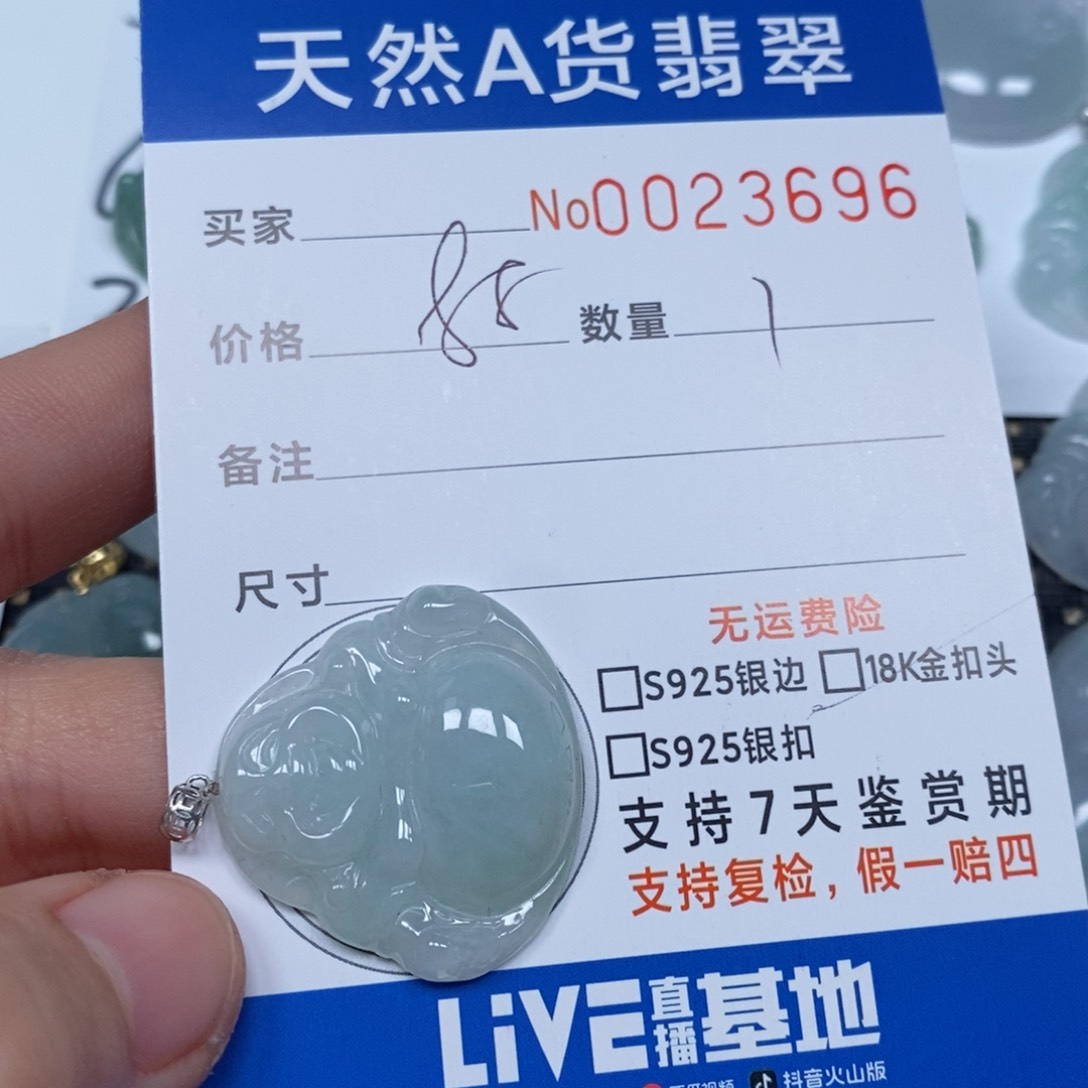 天然A货翡翠
买家 No0023696
价格 85 数量 1
备注
尺寸
无运费险
□S925银边 □18K金扣头
□S925银扣
支持7天鉴赏期
支持复检，假一赔四
LiVE直播基地
抖音火山版